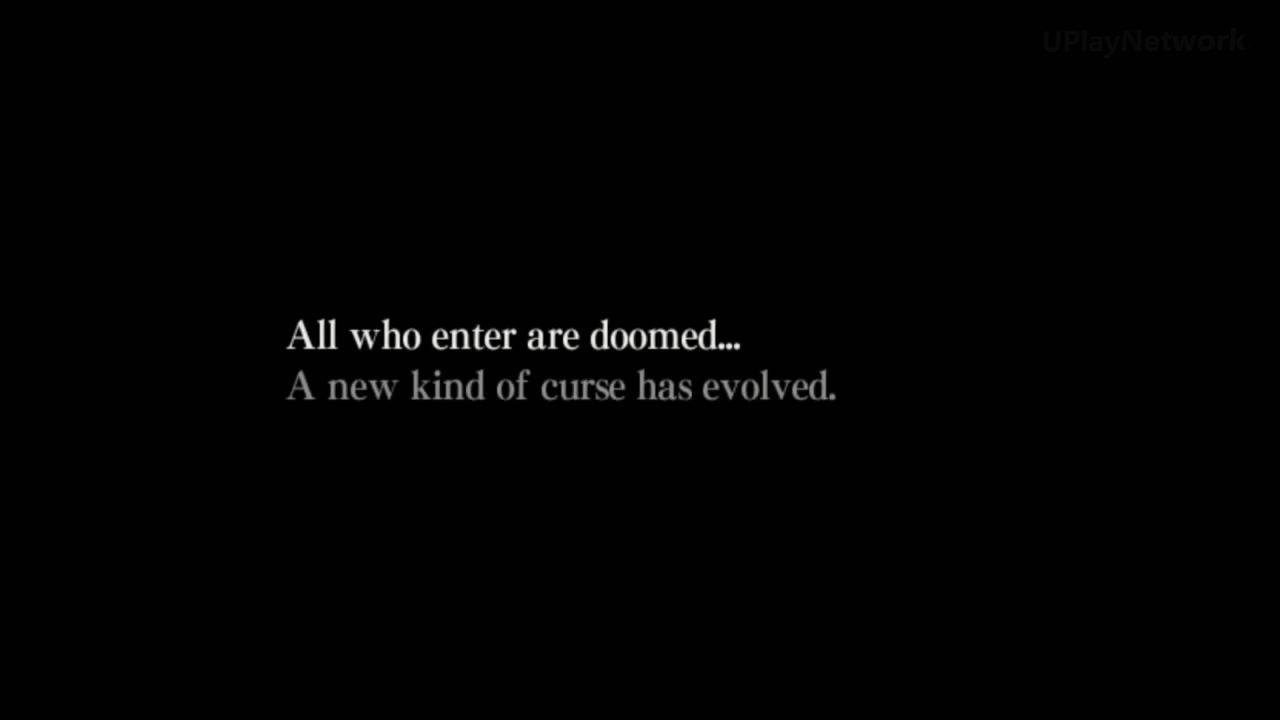 UPlayNetwork
All who enter are doomed...
A new kind of curse has evolved.